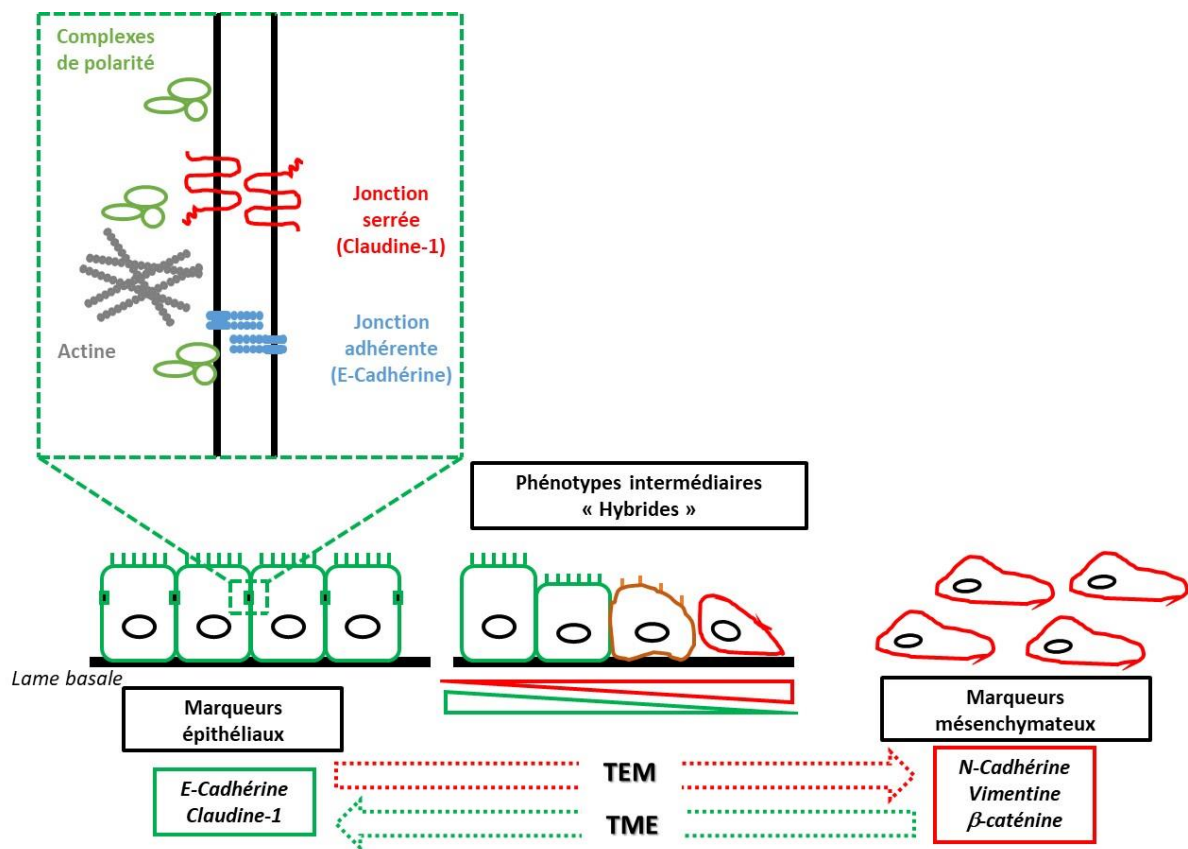 Complexes
de polarité
Jonction
serrée
(Claudine-1)
Actine
Jonction
adhérente
(E-Cadhérine)
Phénotypes intermédiaires
« Hybrides »
Lame basale
Marqueurs
épithéliaux
Marqueurs
mésenchymateux
E-Cadhérine
Claudine-1
TEM
TME
N-Cadhérine
Vimentine
β-caténine